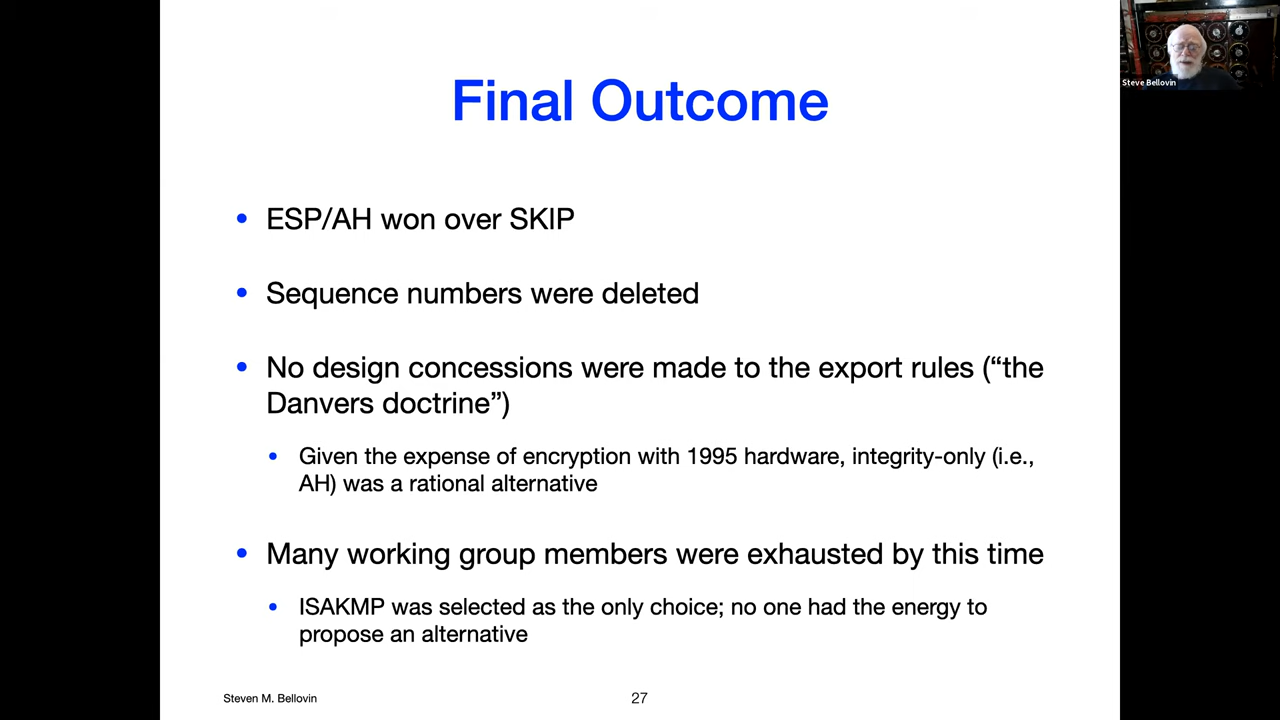 Final Outcome
• ESP/AH won over SKIP
• Sequence numbers were deleted
• No design concessions were made to the export rules (“the
Danvers doctrine”)
• Given the expense of encryption with 1995 hardware, integrity-only (i.e.,
AH) was a rational alternative
• Many working group members were exhausted by this time
• ISAKMP was selected as the only choice; no one had the energy to
propose an alternative
Steven M. Bellovin
27
Steve Bellovin